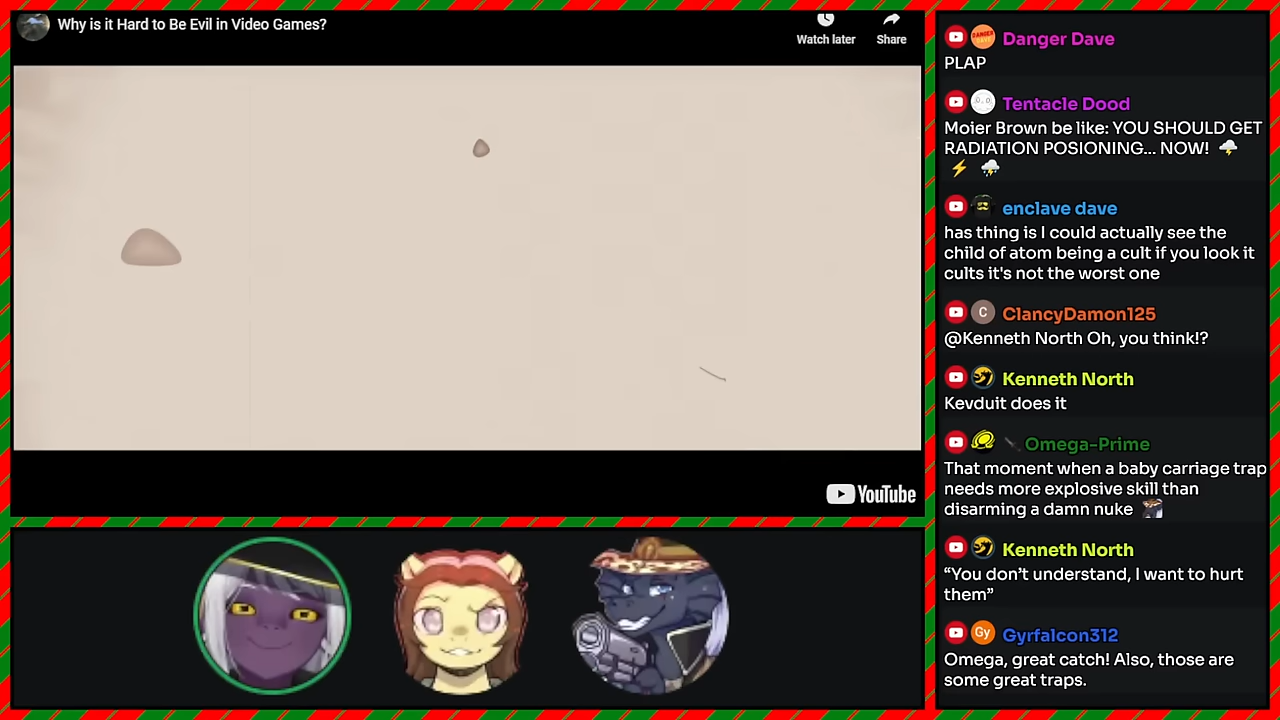 Why is it Hard to Be Evil in Video Games?
Watch later
Share
YouTube
Danger Dave
PLAP
Tentacle Dood
Moier Brown be like: YOU SHOULD GET
RADIATION POSIONING... NOW! 🌩️
⚡ ⛈️
enclave dave
has thing is I could actually see the
child of atom being a cult if you look it
cults it's not the worst one
C
ClancyDamon125
@Kenneth North Oh, you think!?
Kenneth North
Kevduit does it
Omega-Prime
That moment when a baby carriage trap
needs more explosive skill than
disarming a damn nuke
Kenneth North
“You don’t understand, I want to hurt
them”
Gy
Gyrfalcon312
Omega, great catch! Also, those are
some great traps.